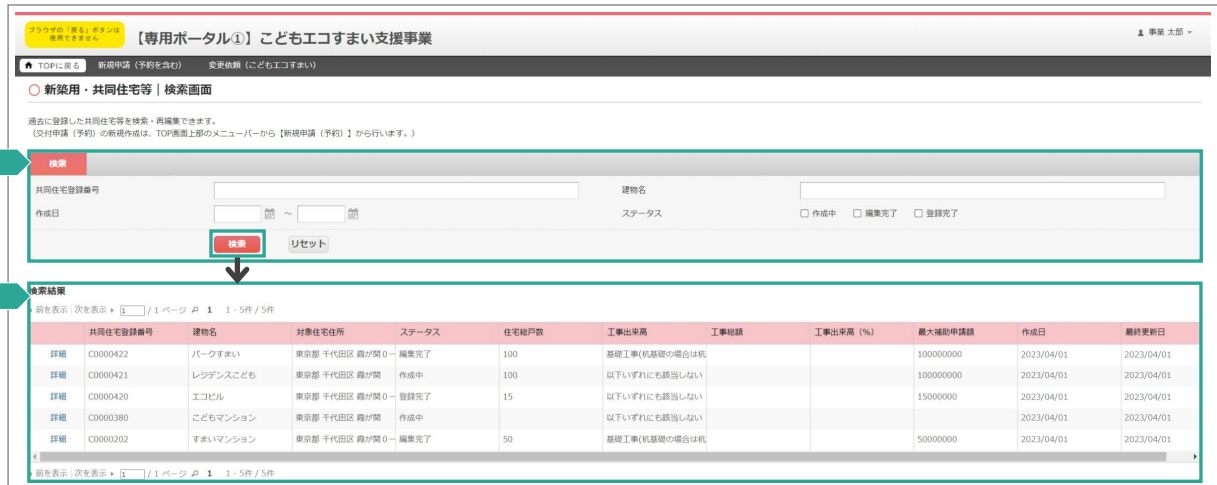 ブラウザの「戻る」ボタンは
使用できません
【専用ポータル①】こどもエコすまい支援事業
事業 太郎
TOPに戻る 新規申請（予約を含む） 変更依頼（こどもエコすまい）
新築用・共同住宅等｜検索画面
過去に登録した共同住宅等を検索・再編集できます。
（交付申請（予約）の新規作成は、TOP画面上部のメニューバーから【新規申請（予約）】から行います。）
検索
共同住宅登録番号 建物名
作成日 ～ ステータス 作成中 編集完了 登録完了
検索 リセット
検索結果
前を表示 | 次を表示 1 / 1 ページ 1 1 - 5件 / 5件
共同住宅登録番号 建物名 対象住宅住所 ステータス 住宅総戸数 工事出来高 工事総額 工事出来高（%） 最大補助申請額 作成日 最終更新日
詳細 C0000422 パークすまい 東京都 千代田区 霞が関０－ 編集完了 100 基礎工事(杭基礎の場合は杭 100000000 2023/04/01 2023/04/01
詳細 C0000421 レジデンスこども 東京都 千代田区 霞が関 作成中 100 以下いずれにも該当しない 100000000 2023/04/01 2023/04/01
詳細 C0000420 エコビル 東京都 千代田区 霞が関０－ 登録完了 15 以下いずれにも該当しない 15000000 2023/04/01 2023/04/01
詳細 C0000380 こどもマンション 東京都 千代田区 霞が関 作成中 以下いずれにも該当しない 2023/04/01 2023/04/01
詳細 C0000202 すまいマンション 東京都 千代田区 霞が関０－ 編集完了 50 基礎工事(杭基礎の場合は杭 50000000 2023/04/01 2023/04/01
前を表示 | 次を表示 1 / 1 ページ 1 1 - 5件 / 5件